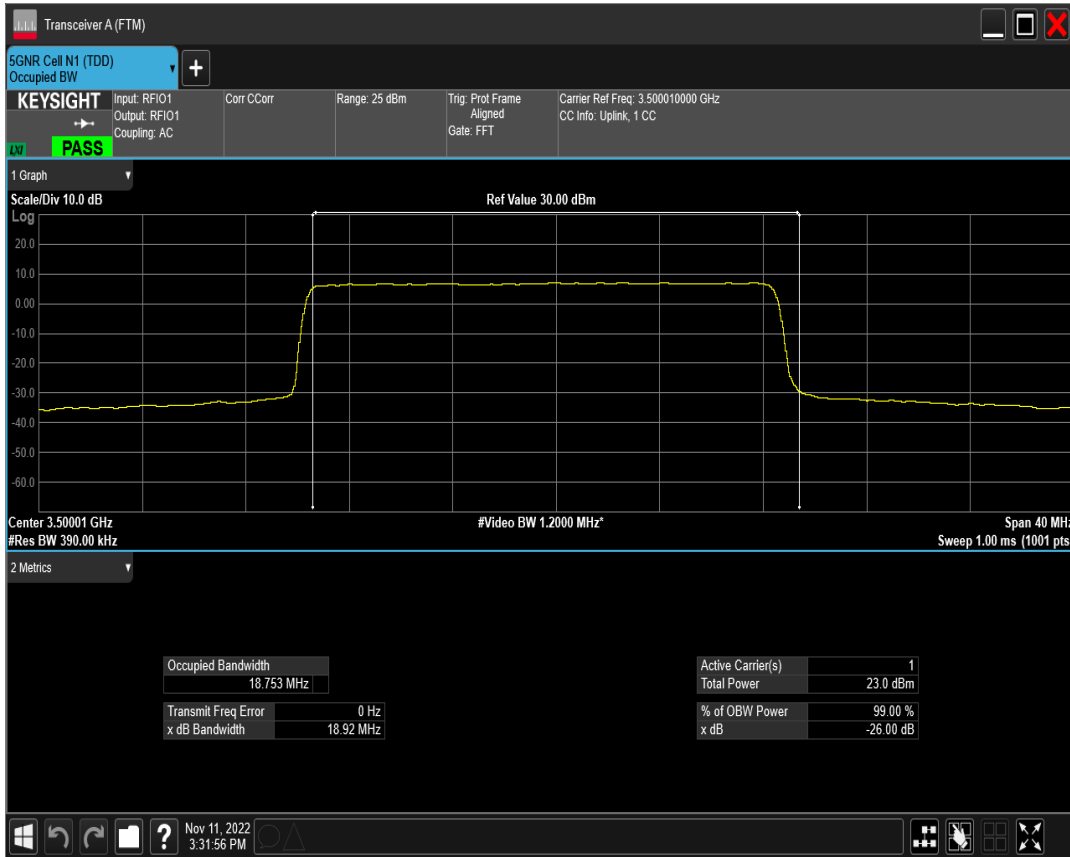 Transceiver A (FTM)
5GNR Cell N1 (TDD)
Occupied BW
+
KEYSIGHT
LXI
PASS
Input: RFIO1
Output: RFIO1
Coupling: AC
Corr CCorr
Range: 25 dBm
Trig: Prot Frame
Aligned
Gate: FFT
Carrier Ref Freq: 3.500010000 GHz
CC Info: Uplink, 1 CC
1 Graph
Scale/Div 10.0 dB
Ref Value 30.00 dBm
Log
20.0
10.0
0.00
-10.0
-20.0
-30.0
-40.0
-50.0
-60.0
Center 3.50001 GHz
#Video BW 1.2000 MHz*
Span 40 MHz
#Res BW 390.00 kHz
Sweep 1.00 ms (1001 pts
2 Metrics
Occupied Bandwidth
18.753 MHz
Transmit Freq Error 0 Hz
x dB Bandwidth 18.92 MHz
Active Carrier(s) 1
Total Power 23.0 dBm
% of OBW Power 99.00 %
x dB -26.00 dB
?
Nov 11, 2022
3:31:56 PM